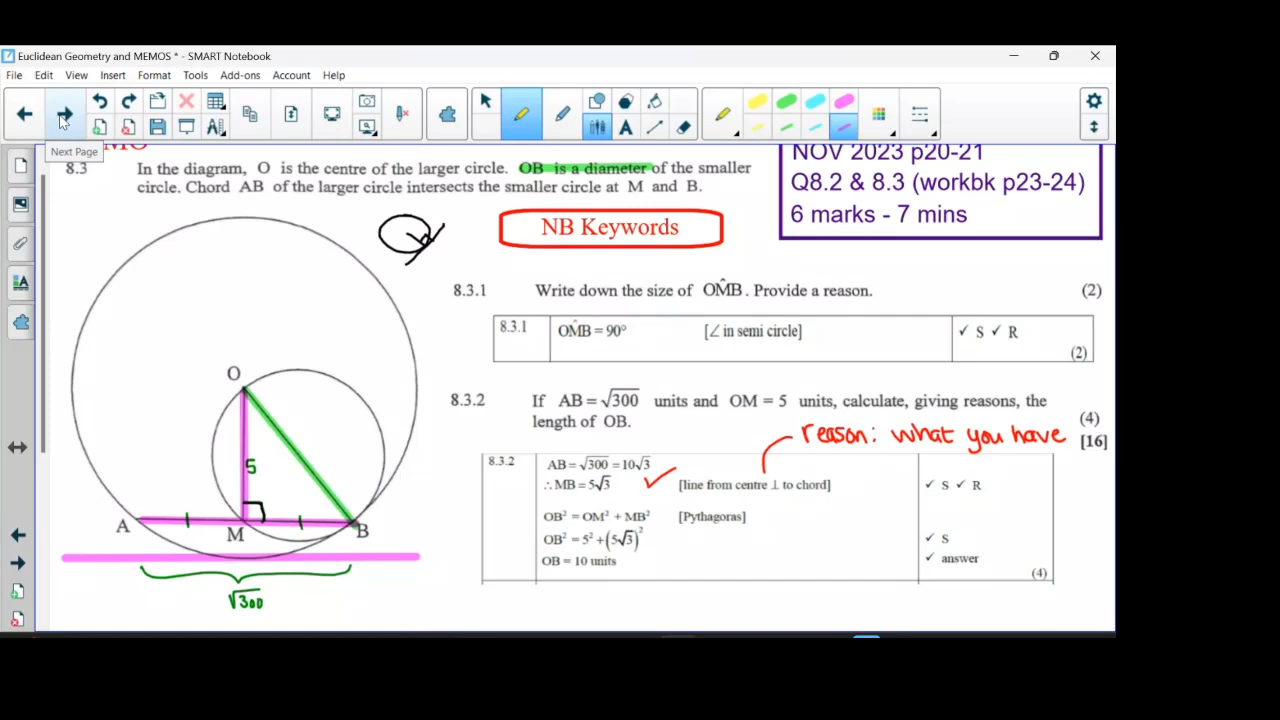 Euclidean Geometry and MEMOS * - SMART Notebook
File Edit View Insert Format Tools Add-ons Account Help
Next Page
8.3 In the diagram, O is the centre of the larger circle. OB is a diameter of the smaller
circle. Chord AB of the larger circle intersects the smaller circle at M and B.
NOV 2023 p20-21
Q8.2 & 8.3 (workbk p23-24)
6 marks - 7 mins
NB Keywords
8.3.1 Write down the size of OM̂B. Provide a reason. (2)
8.3.1 OM̂B = 90° [∠ in semi circle] ✓ S ✓ R
(2)
8.3.2 If AB = √300 units and OM = 5 units, calculate, giving reasons, the
length of OB. (4)
[16]
reason: what you have
8.3.2 AB = √300 = 10√3
∴ MB = 5√3 ✓ [line from centre ⊥ to chord] ✓ S ✓ R
OB² = OM² + MB² [Pythagoras]
OB² = 5² + (5√3)² ✓ S
OB = 10 units ✓ answer
(4)
O
5
A
M
B
√300